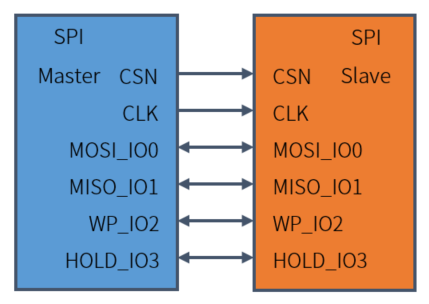 SPI
Master CSN
CLK
MOSI_IO0
MISO_IO1
WP_IO2
HOLD_IO3
SPI
CSN Slave
CLK
MOSI_IO0
MISO_IO1
WP_IO2
HOLD_IO3